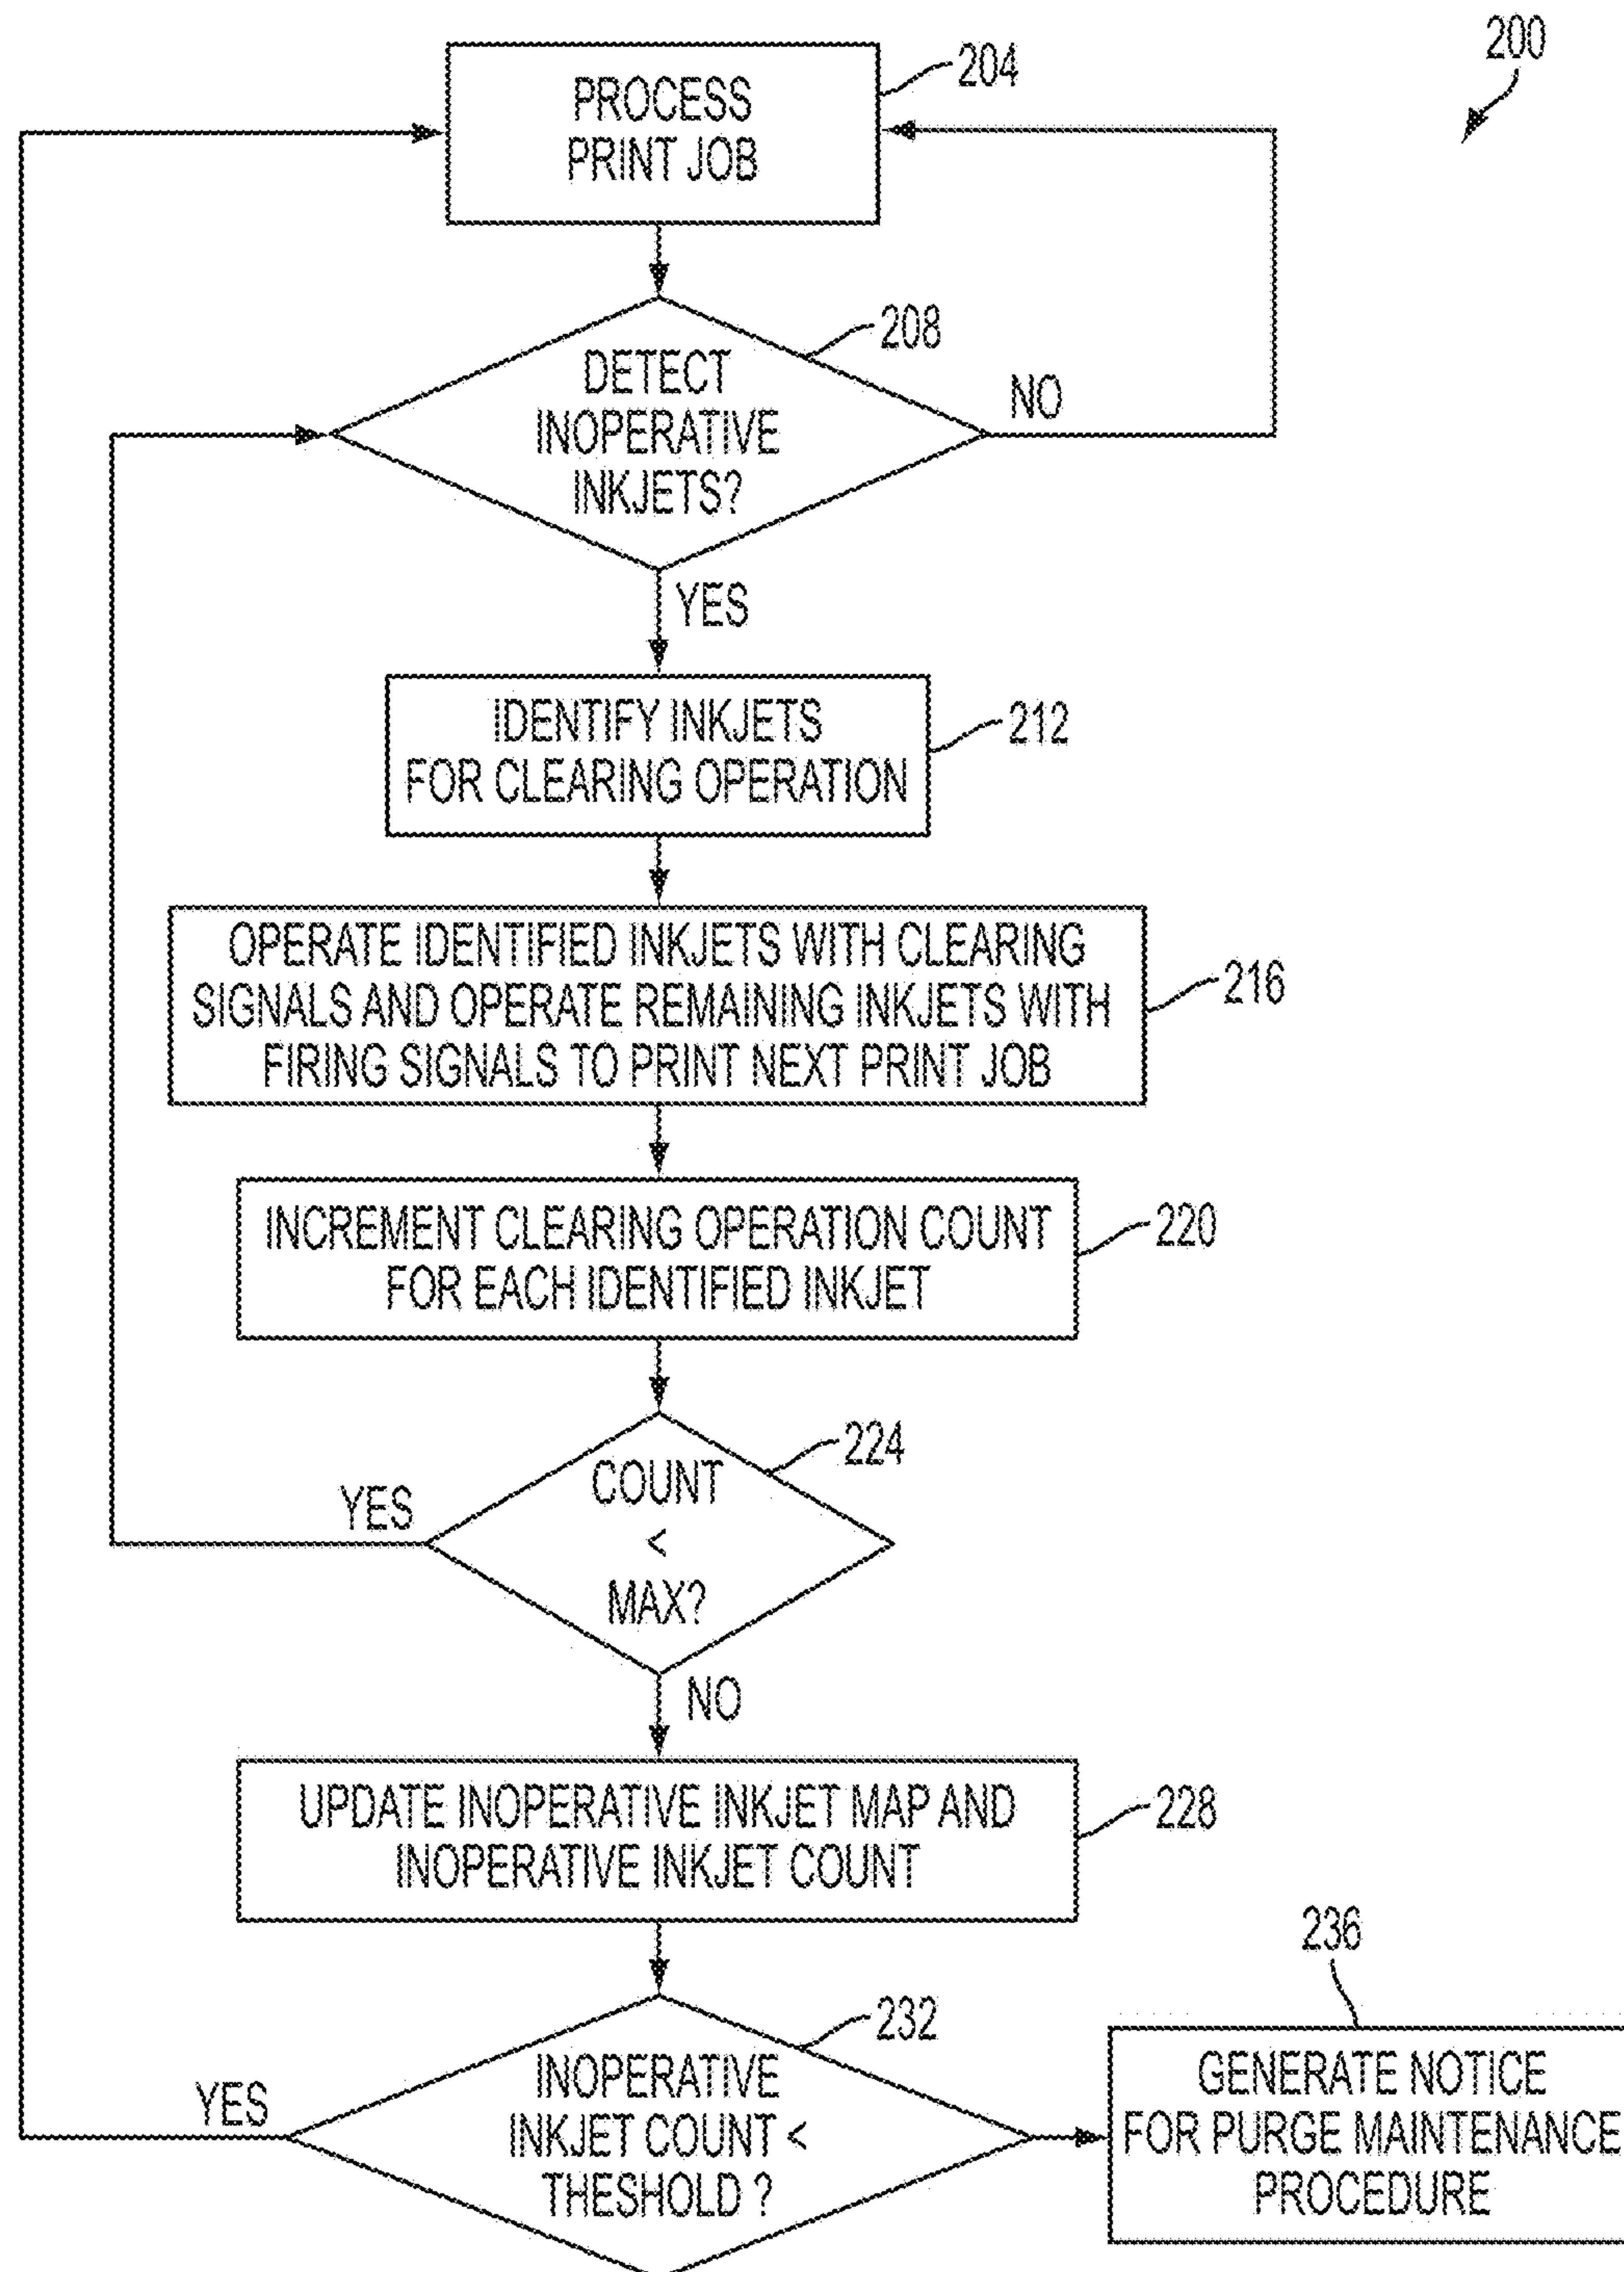 200
PROCESS
PRINT JOB
204
DETECT
INOPERATIVE
INKJETS?
208
NO
YES
IDENTIFY INKJETS
FOR CLEARING OPERATION
212
OPERATE IDENTIFIED INKJETS WITH CLEARING
SIGNALS AND OPERATE REMAINING INKJETS WITH
FIRING SIGNALS TO PRINT NEXT PRINT JOB
216
INCREMENT CLEARING OPERATION COUNT
FOR EACH IDENTIFIED INKJET
220
COUNT
<
MAX?
224
YES
NO
UPDATE INOPERATIVE INKJET MAP AND
INOPERATIVE INKJET COUNT
228
INOPERATIVE
INKJET COUNT <
THESHOLD ?
232
YES
236
GENERATE NOTICE
FOR PURGE MAINTENANCE
PROCEDURE